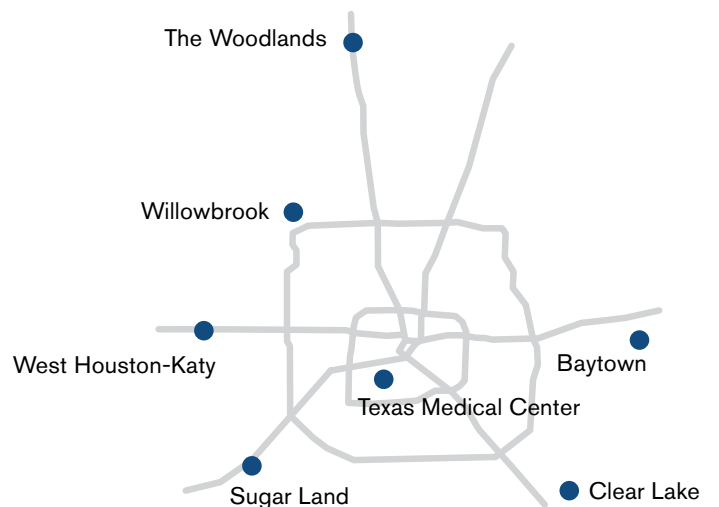 The Woodlands
Willowbrook
West Houston-Katy
Baytown
Texas Medical Center
Sugar Land
Clear Lake